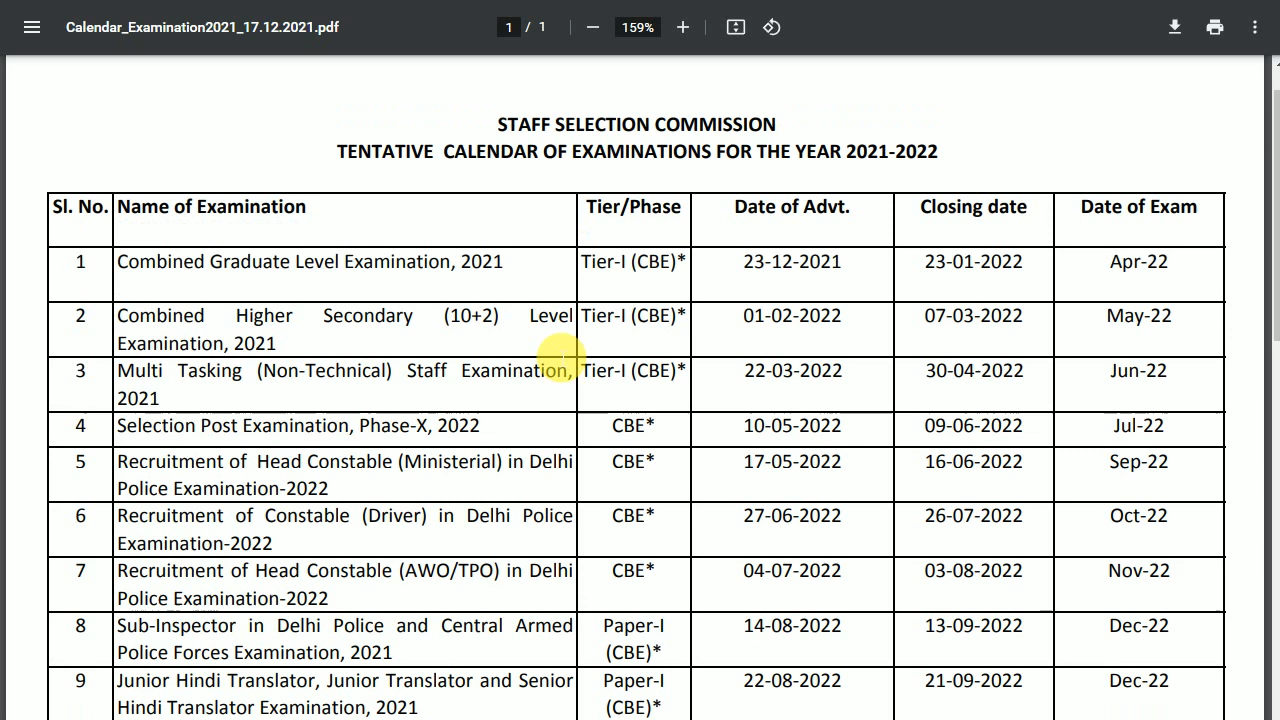 Calendar_Examination2021_17.12.2021.pdf 1 / 1 159%
STAFF SELECTION COMMISSION
TENTATIVE CALENDAR OF EXAMINATIONS FOR THE YEAR 2021-2022
Sl. No. Name of Examination Tier/Phase Date of Advt. Closing date Date of Exam
1 Combined Graduate Level Examination, 2021 Tier-I (CBE)* 23-12-2021 23-01-2022 Apr-22
2 Combined Higher Secondary (10+2) Level Tier-I (CBE)* 01-02-2022 07-03-2022 May-22
Examination, 2021
3 Multi Tasking (Non-Technical) Staff Examination, Tier-I (CBE)* 22-03-2022 30-04-2022 Jun-22
2021
4 Selection Post Examination, Phase-X, 2022 CBE* 10-05-2022 09-06-2022 Jul-22
5 Recruitment of Head Constable (Ministerial) in Delhi CBE* 17-05-2022 16-06-2022 Sep-22
Police Examination-2022
6 Recruitment of Constable (Driver) in Delhi Police CBE* 27-06-2022 26-07-2022 Oct-22
Examination-2022
7 Recruitment of Head Constable (AWO/TPO) in Delhi CBE* 04-07-2022 03-08-2022 Nov-22
Police Examination-2022
8 Sub-Inspector in Delhi Police and Central Armed Paper-I 14-08-2022 13-09-2022 Dec-22
Police Forces Examination, 2021 (CBE)*
9 Junior Hindi Translator, Junior Translator and Senior Paper-I 22-08-2022 21-09-2022 Dec-22
Hindi Translator Examination, 2021 (CBE)*